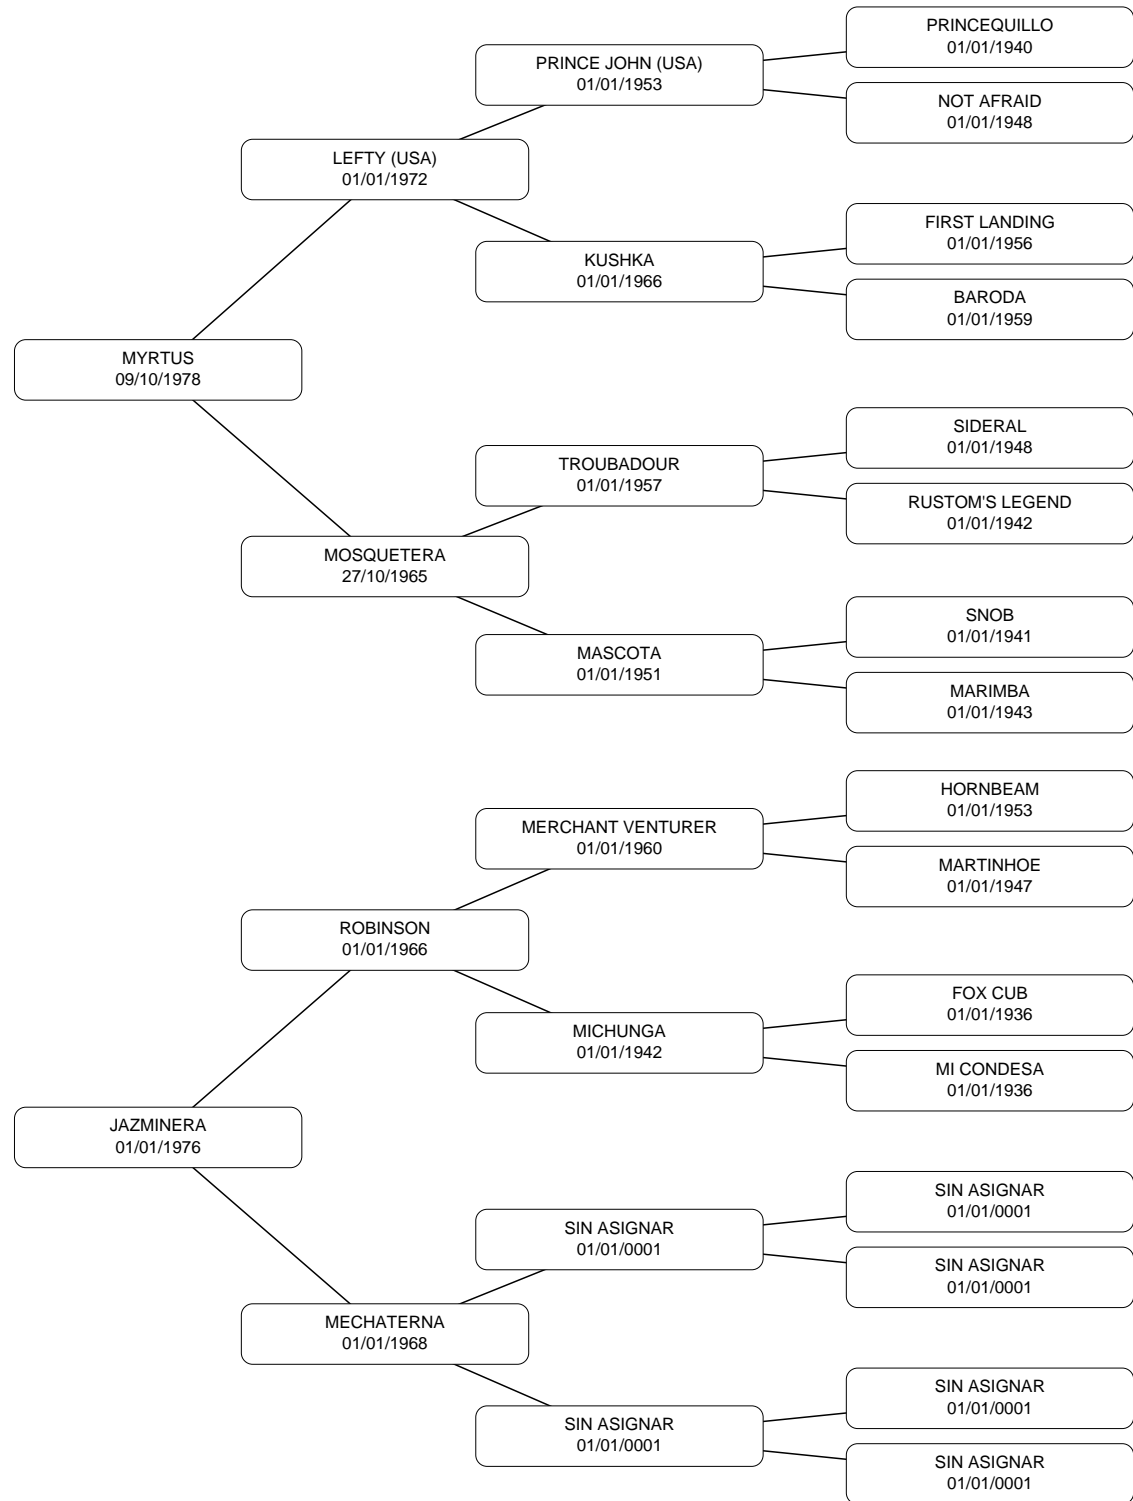 PRINCEQUILLO
01/01/1940
PRINCE JOHN (USA)
01/01/1953
NOT AFRAID
01/01/1948
LEFTY (USA)
01/01/1972
FIRST LANDING
01/01/1956
KUSHKA
01/01/1966
BARODA
01/01/1959
MYRTUS
09/10/1978
SIDERAL
01/01/1948
TROUBADOUR
01/01/1957
RUSTOM'S LEGEND
01/01/1942
MOSQUETERA
27/10/1965
SNOB
01/01/1941
MASCOTA
01/01/1951
MARIMBA
01/01/1943
HORNBEAM
01/01/1953
MERCHANT VENTURER
01/01/1960
MARTINHOE
01/01/1947
ROBINSON
01/01/1966
FOX CUB
01/01/1936
MICHUNGA
01/01/1942
MI CONDESA
01/01/1936
JAZMINERA
01/01/1976
SIN ASIGNAR
01/01/0001
SIN ASIGNAR
01/01/0001
SIN ASIGNAR
01/01/0001
MECHATERNA
01/01/1968
SIN ASIGNAR
01/01/0001
SIN ASIGNAR
01/01/0001
SIN ASIGNAR
01/01/0001